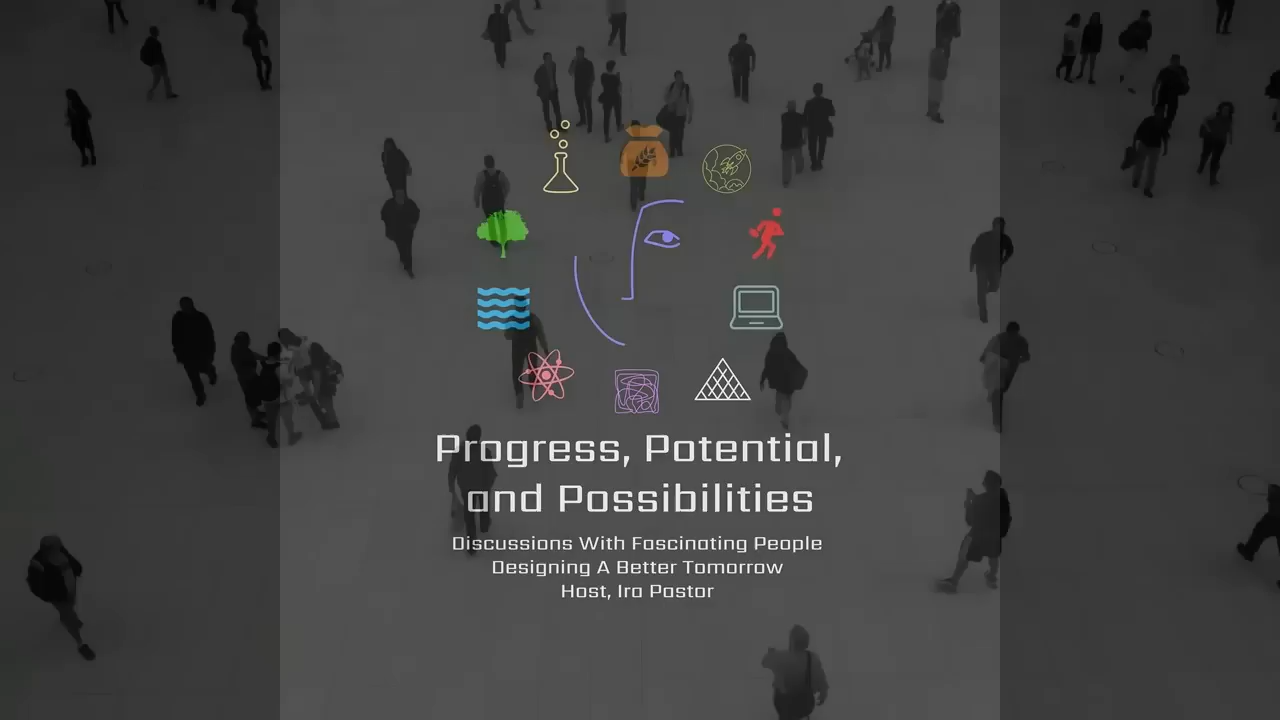 Progress, Potential,
and Possibilities
Discussions With Fascinating People
Designing A Better Tomorrow
Host, Ira Pastor